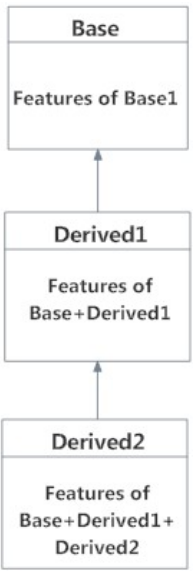 Base
Features of Base1
Derived1
Features of
Base+Derived1
Derived2
Features of
Base+Derived1+
Derived2